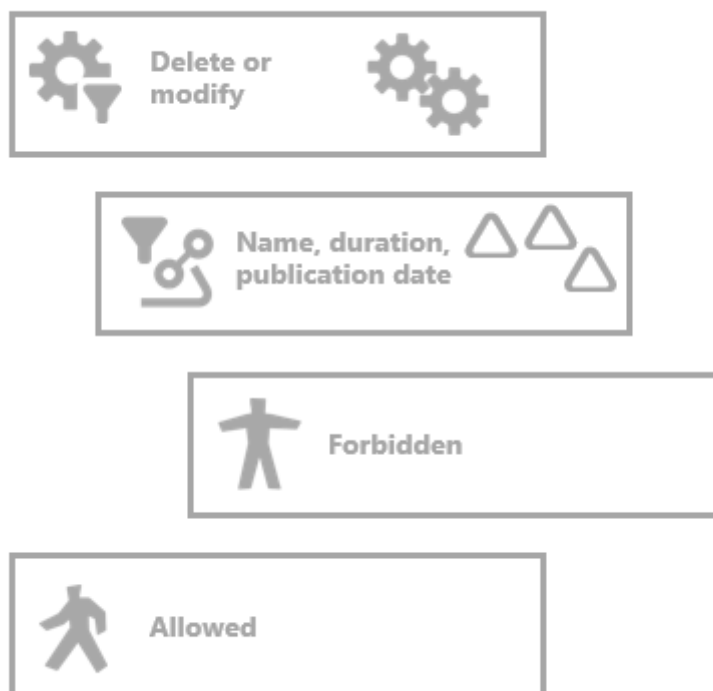 Delete or
modify
Name, duration,
publication date
Forbidden
Allowed